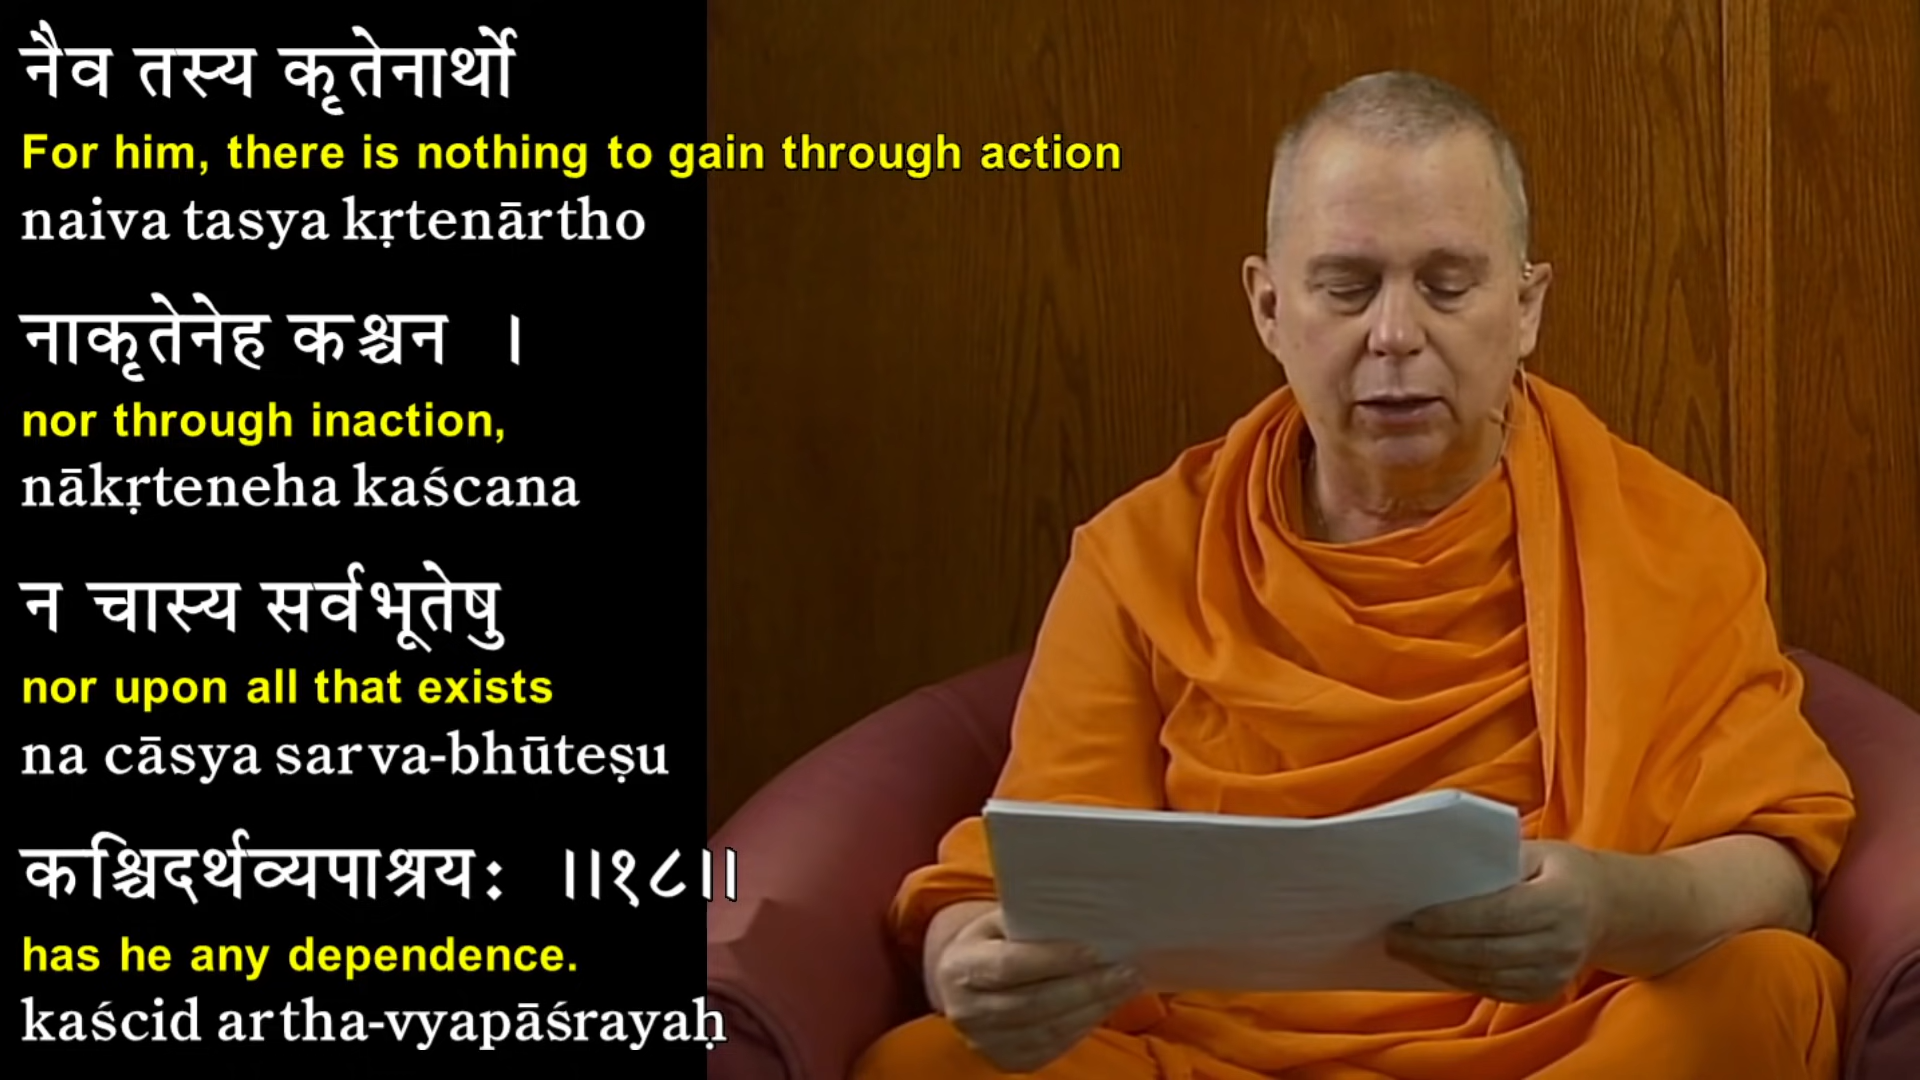 नैव तस्य कृतेनार्थो
For him, there is nothing to gain through action
naiva tasya kṛtenārtho
नाकृतेनेह कश्चन ।
nor through inaction,
nākṛteneha kaścana
न चास्य सर्वभूतेषु
nor upon all that exists
na cāsya sarva-bhūteṣu
कश्चिदर्थव्यपाश्रयः ॥१८॥
has he any dependence.
kaścid artha-vyapāśrayaḥ